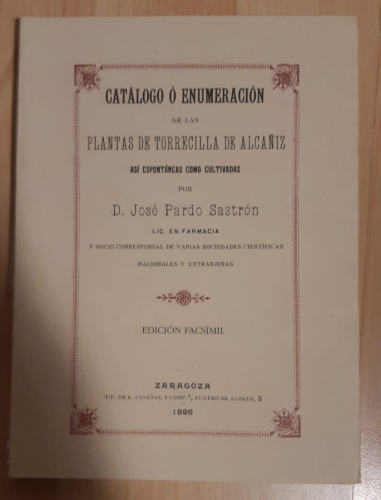 CATÁLOGO Ó ENUMERACIÓN
DE LAS
PLANTAS DE TORRECILLA DE ALCAÑIZ
ASÍ ESPONTÁNEAS COMO CULTIVADAS
POR
D. José Pardo Sastrón
LIC. EN FARMACIA
Y SOCIO CORRESPONSAL DE VARIAS SOCIEDADES CIENTÍFICAS
NACIONALES Y EXTRANJERAS
EDICIÓN FACSÍMIL
ZARAGOZA
TIP. DE E. CASAÑAL Y COMP.ª, CUATRO DE AGOSTO, 5
1895